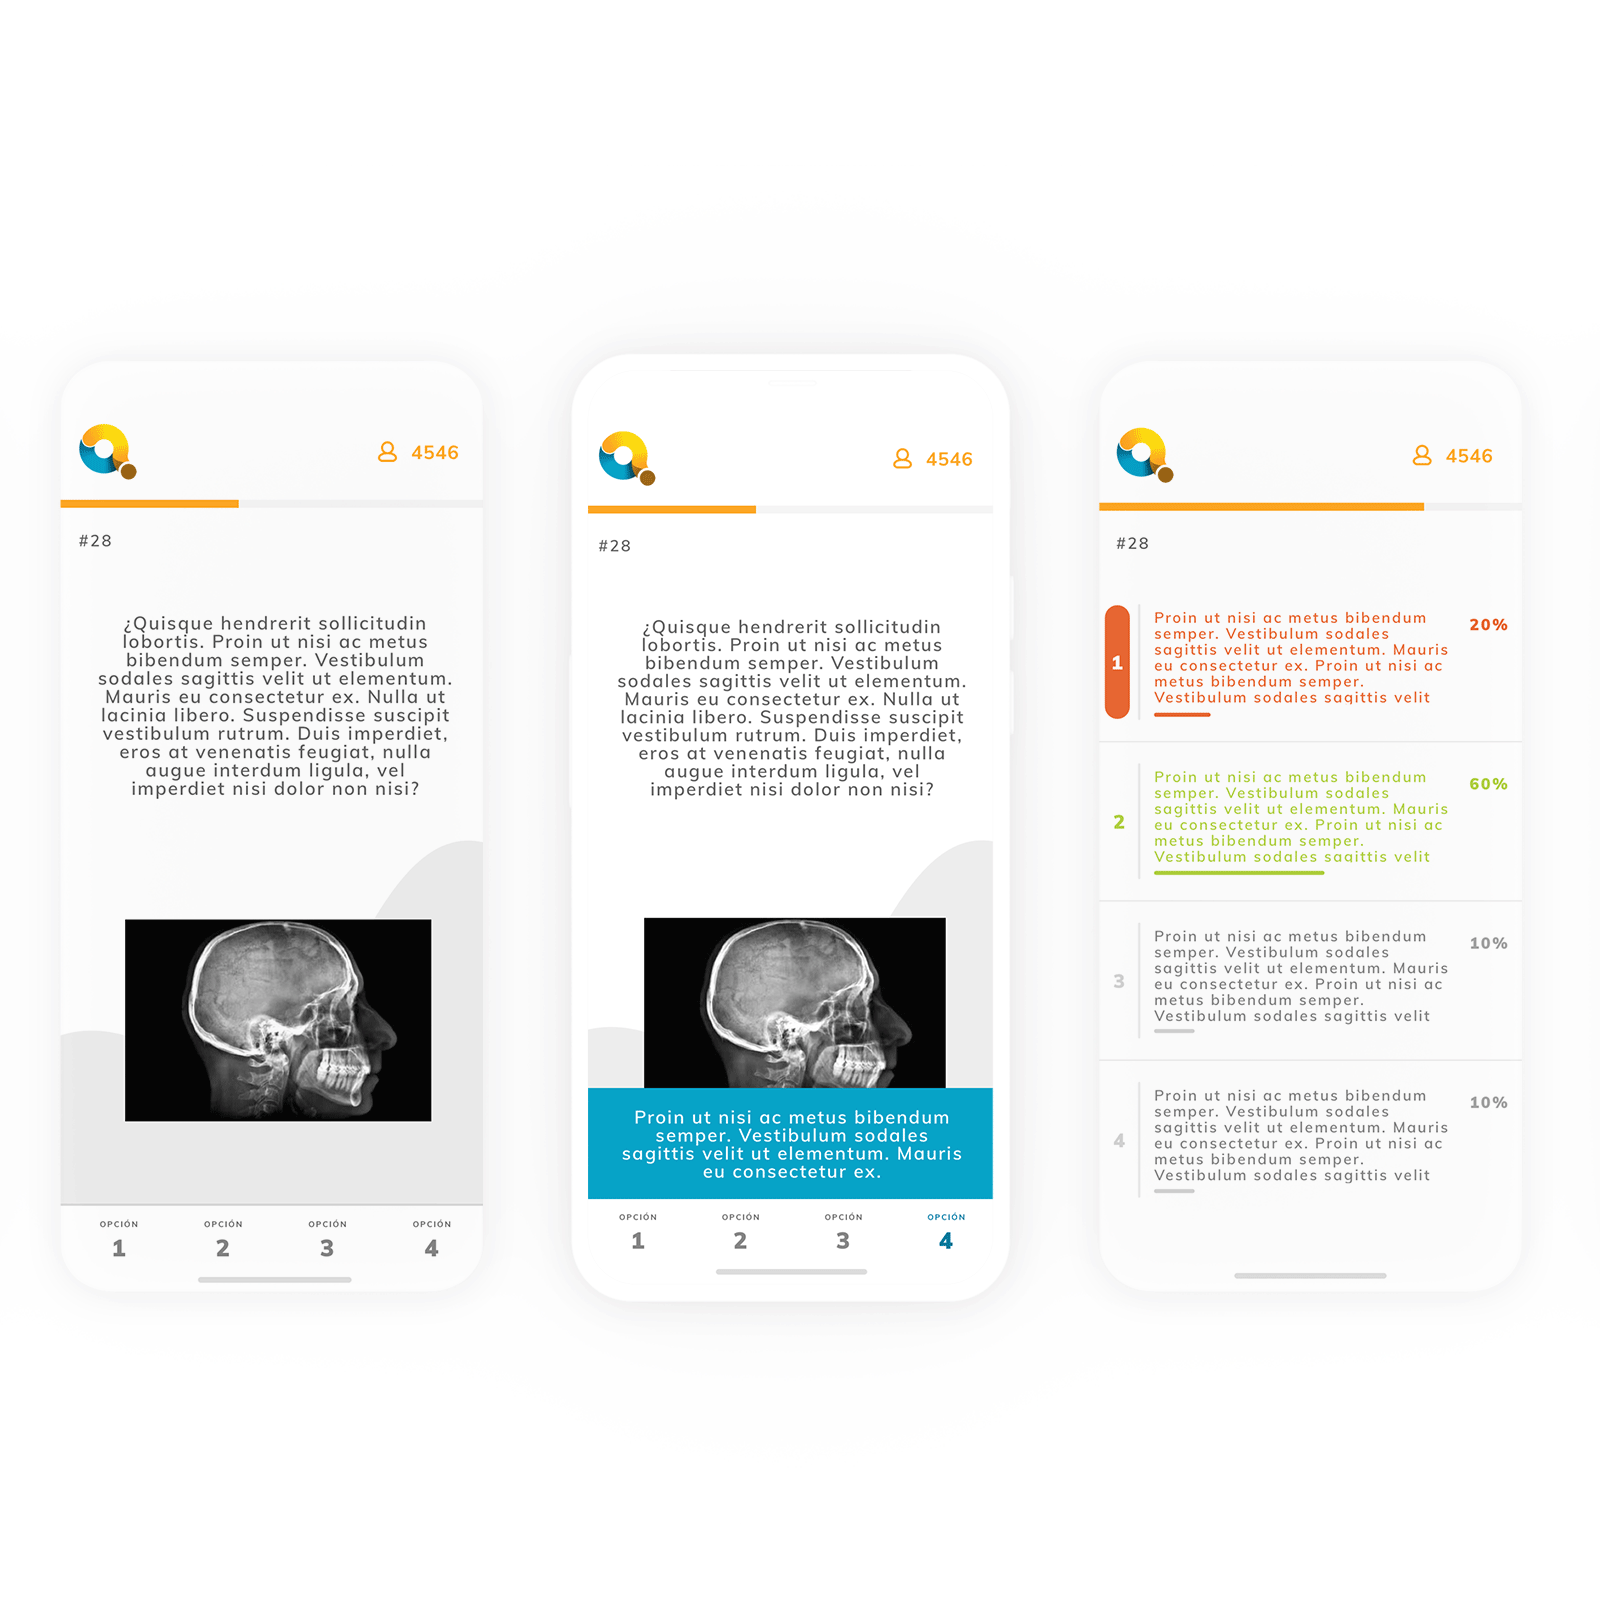 4546
#28
¿Quisque hendrerit sollicitudin
lobortis. Proin ut nisi ac metus
bibendum semper. Vestibulum
sodales sagittis velit ut elementum.
Mauris eu consectetur ex. Nulla ut
lacinia libero. Suspendisse suscipit
vestibulum rutrum. Duis imperdiet,
eros at venenatis feugiat, nulla
augue interdum ligula, vel
imperdiet nisi dolor non nisi?
OPCIÓN OPCIÓN OPCIÓN OPCIÓN
1 2 3 4
4546
#28
¿Quisque hendrerit sollicitudin
lobortis. Proin ut nisi ac metus
bibendum semper. Vestibulum
sodales sagittis velit ut elementum.
Mauris eu consectetur ex. Nulla ut
lacinia libero. Suspendisse suscipit
vestibulum rutrum. Duis imperdiet,
eros at venenatis feugiat, nulla
augue interdum ligula, vel
imperdiet nisi dolor non nisi?
Proin ut nisi ac metus bibendum
semper. Vestibulum sodales
sagittis velit ut elementum. Mauris
eu consectetur ex.
OPCIÓN OPCIÓN OPCIÓN OPCIÓN
1 2 3 4
4546
#28
1
Proin ut nisi ac metus bibendum
semper. Vestibulum sodales
sagittis velit ut elementum. Mauris
eu consectetur ex. Proin ut nisi ac
metus bibendum semper.
Vestibulum sodales sagittis velit
20%
2
Proin ut nisi ac metus bibendum
semper. Vestibulum sodales
sagittis velit ut elementum. Mauris
eu consectetur ex. Proin ut nisi ac
metus bibendum semper.
Vestibulum sodales sagittis velit
60%
3
Proin ut nisi ac metus bibendum
semper. Vestibulum sodales
sagittis velit ut elementum. Mauris
eu consectetur ex. Proin ut nisi ac
metus bibendum semper.
Vestibulum sodales sagittis velit
10%
4
Proin ut nisi ac metus bibendum
semper. Vestibulum sodales
sagittis velit ut elementum. Mauris
eu consectetur ex. Proin ut nisi ac
metus bibendum semper.
Vestibulum sodales sagittis velit
10%